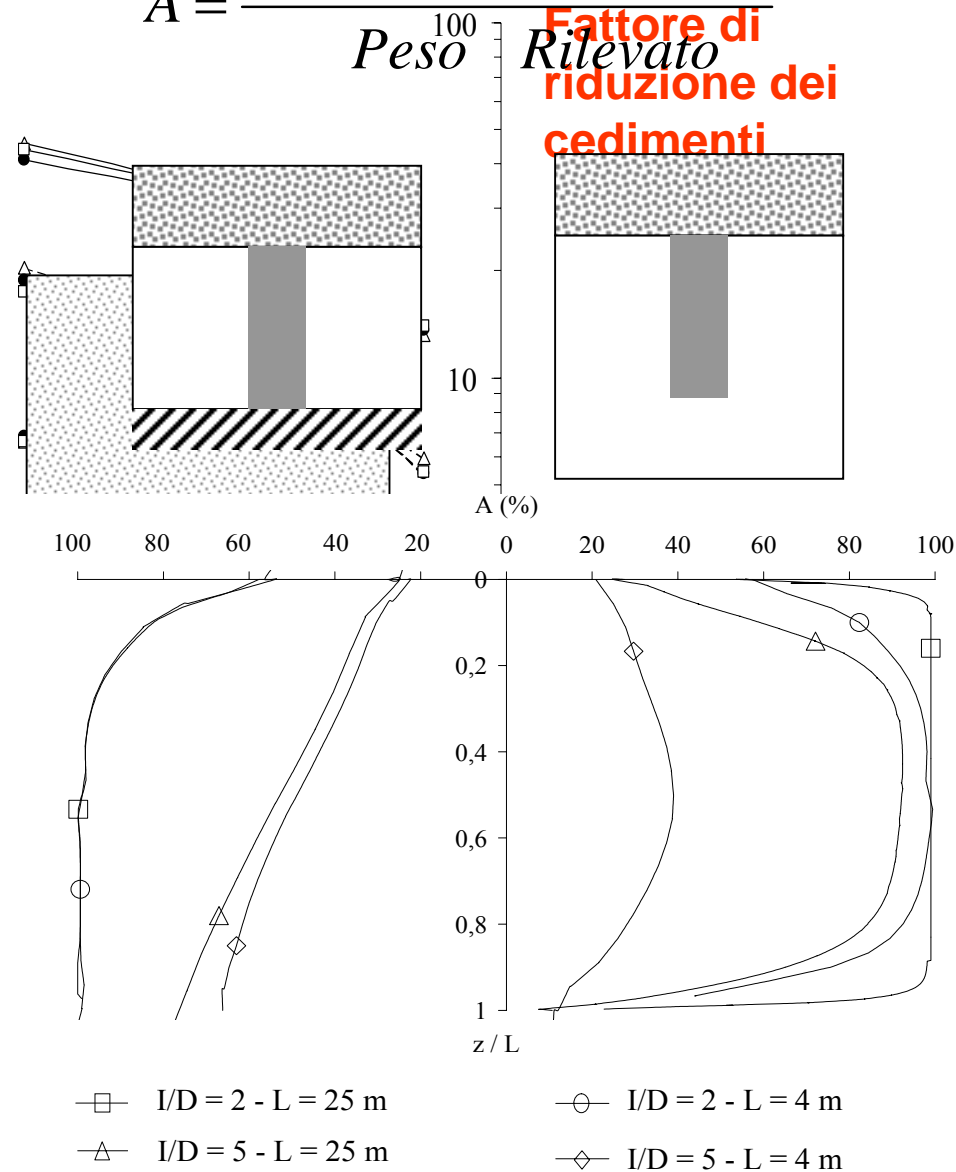 A =
Peso Rilevato
Fattore di
riduzione dei
cedimenti
100
10
A (%)
100 80 60 40 20 0 20 40 60 80 100
0
0,2
0,4
0,6
0,8
1
z / L
I/D = 2 - L = 25 m
I/D = 2 - L = 4 m
I/D = 5 - L = 25 m
I/D = 5 - L = 4 m